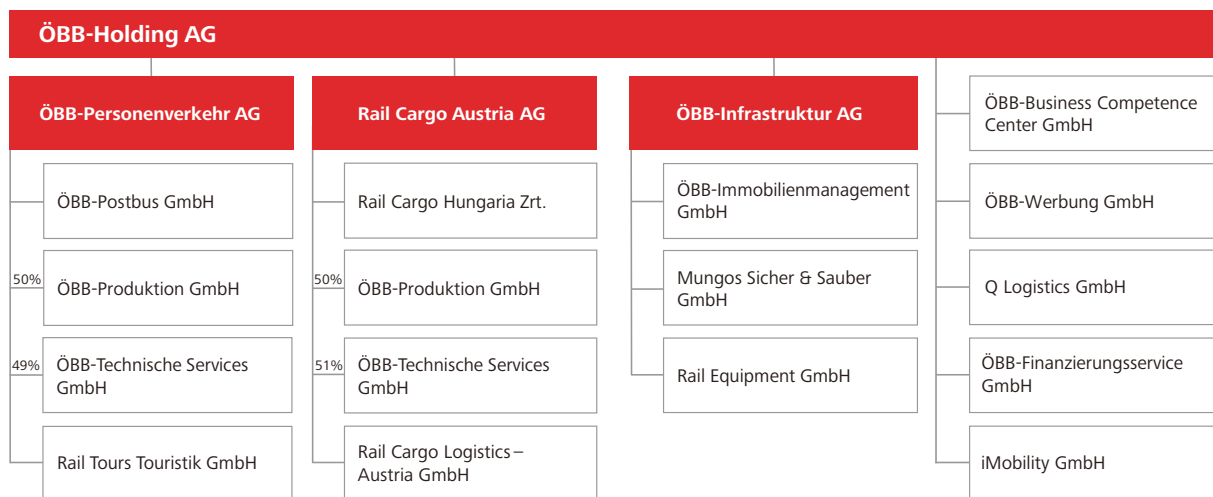 ÖBB-Holding AG
ÖBB-Personenverkehr AG
ÖBB-Postbus GmbH
50%
ÖBB-Produktion GmbH
49%
ÖBB-Technische Services
GmbH
Rail Tours Touristik GmbH
Rail Cargo Austria AG
Rail Cargo Hungaria Zrt.
50%
ÖBB-Produktion GmbH
51%
ÖBB-Technische Services
GmbH
Rail Cargo Logistics –
Austria GmbH
ÖBB-Infrastruktur AG
ÖBB-Immobilienmanagement
GmbH
Mungos Sicher & Sauber
GmbH
Rail Equipment GmbH
ÖBB-Business Competence
Center GmbH
ÖBB-Werbung GmbH
Q Logistics GmbH
ÖBB-Finanzierungsservice
GmbH
iMobility GmbH